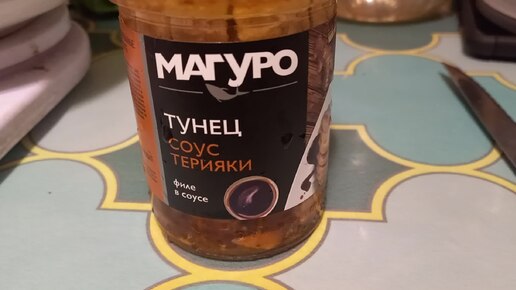 МАГУРО
ТУНЕЦ
СОУС
ТЕРИЯКИ
филе
в соусе